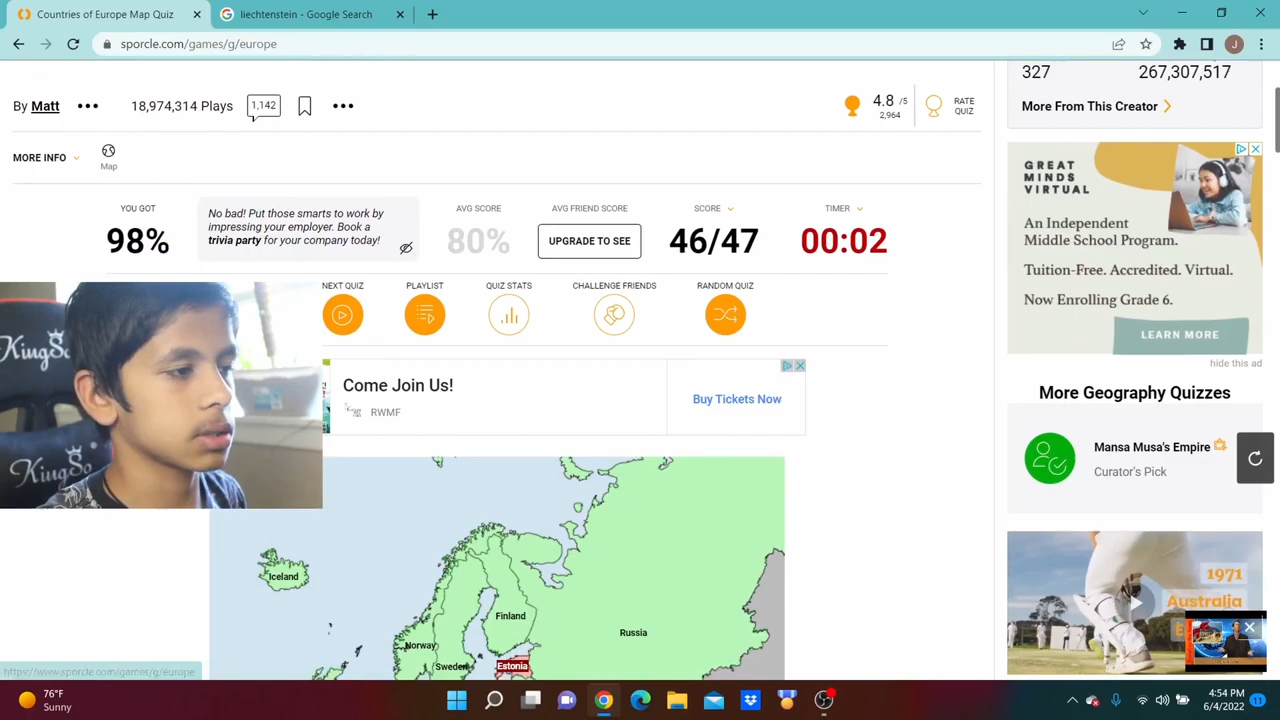 Countries of Europe Map Quiz
liechtenstein - Google Search
sporcle.com/games/g/europe
J
By Matt
18,974,314 Plays
1,142
4.8 /5
2,964
RATE
QUIZ
MORE INFO
Map
YOU GOT
98%
No bad! Put those smarts to work by
impressing your employer. Book a
trivia party for your company today!
AVG SCORE
80%
AVG FRIEND SCORE
UPGRADE TO SEE
SCORE
46/47
TIMER
00:02
NEXT QUIZ
PLAYLIST
QUIZ STATS
CHALLENGE FRIENDS
RANDOM QUIZ
Come Join Us!
RWMF
Buy Tickets Now
Iceland
Finland
Norway
Sweden
Russia
Estonia
327
267,307,517
More From This Creator
GREAT
MINDS
VIRTUAL
An Independent
Middle School Program.
Tuition-Free. Accredited. Virtual.
Now Enrolling Grade 6.
LEARN MORE
hide this ad
More Geography Quizzes
Mansa Musa's Empire
Curator's Pick
1971
Australia
https://www.sporcle.com/games/g/europe
76°F
Sunny
4:54 PM
6/4/2022